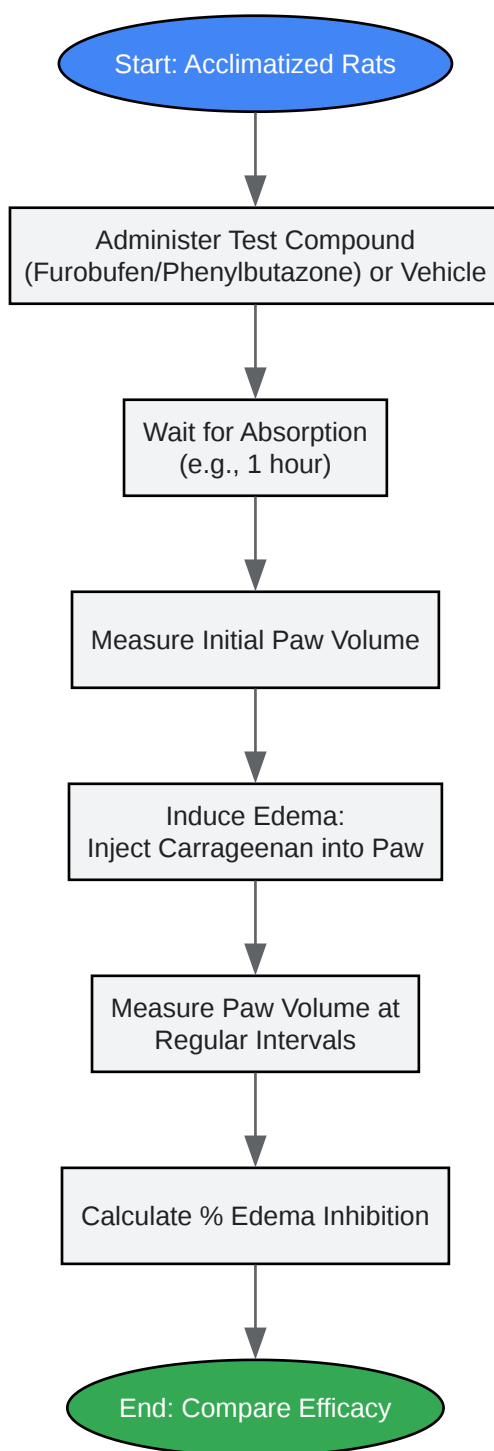 Start: Acclimatized Rats
Administer Test Compound
(Furobufen/Phenylbutazone) or Vehicle
Wait for Absorption
(e.g., 1 hour)
Measure Initial Paw Volume
Induce Edema:
Inject Carrageenan into Paw
Measure Paw Volume at
Regular Intervals
Calculate % Edema Inhibition
End: Compare Efficacy